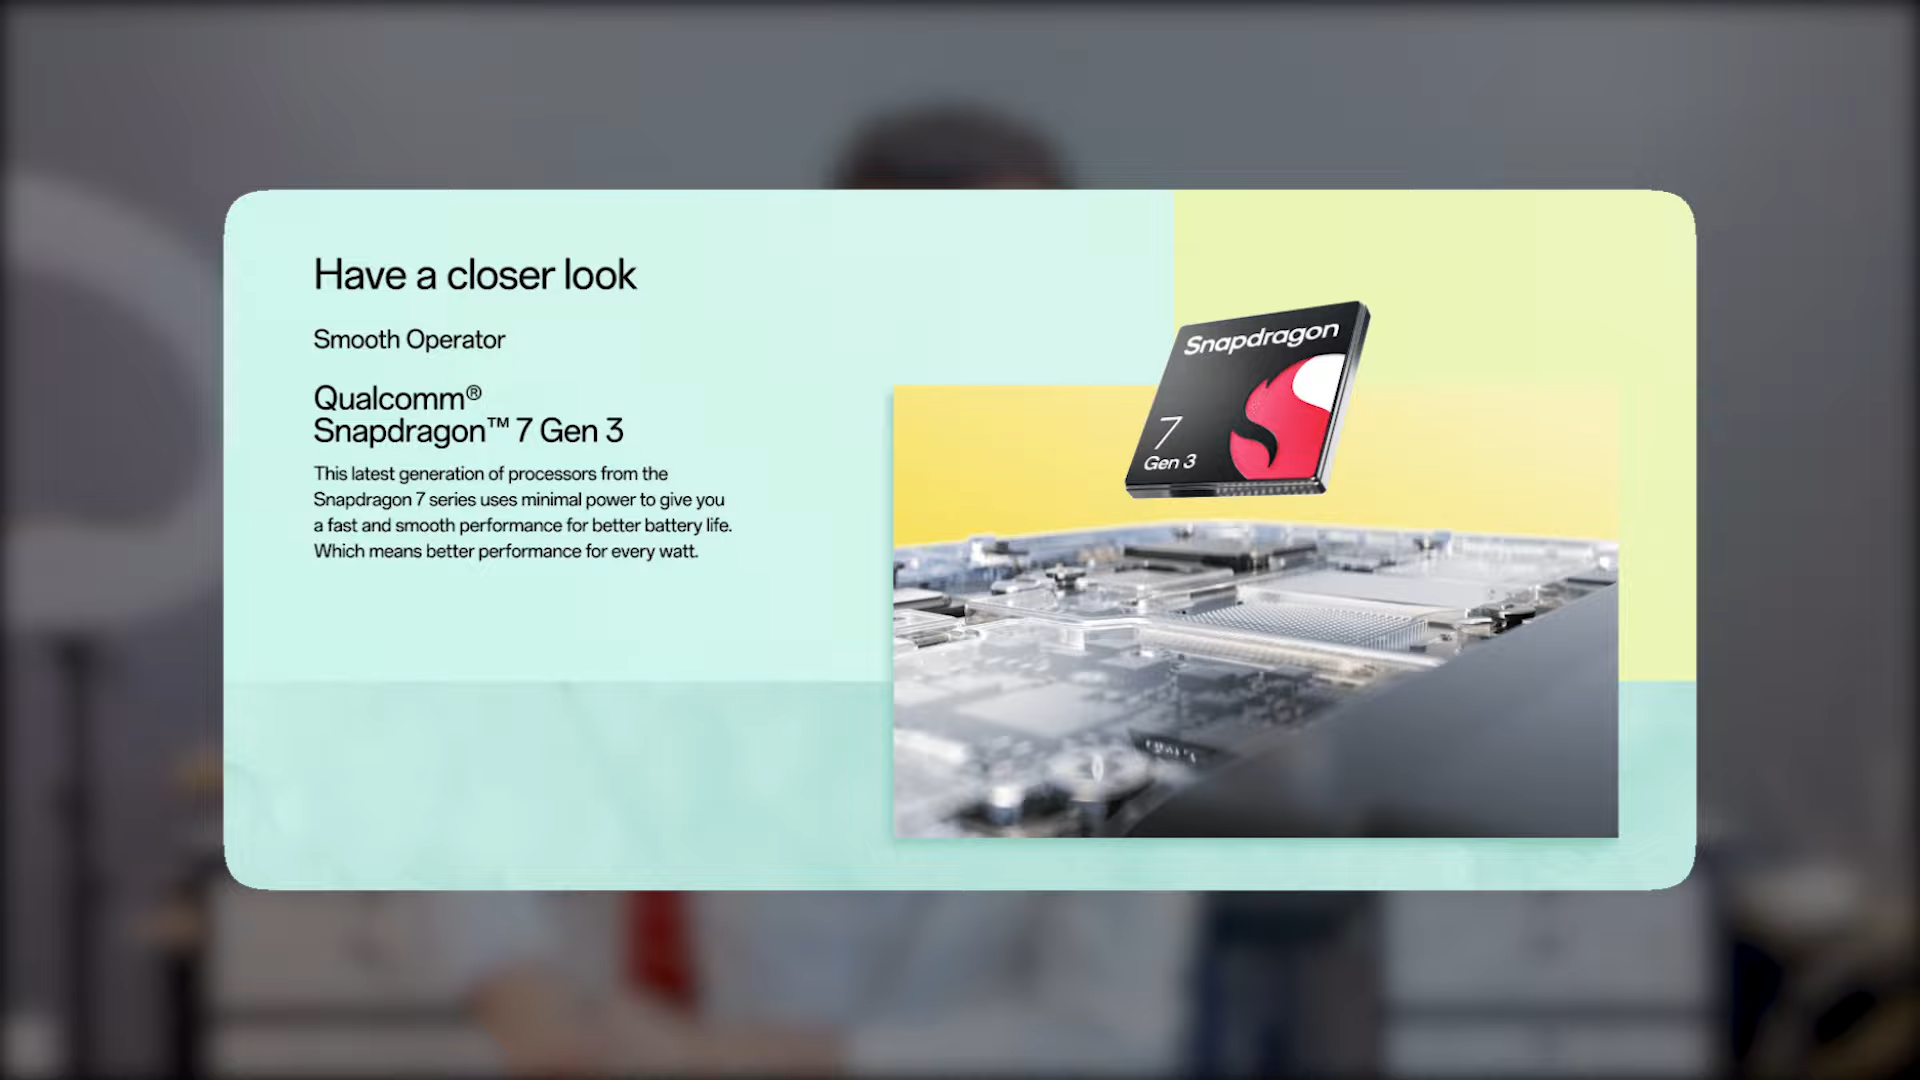 Have a closer look
Smooth Operator
Qualcomm®
Snapdragon™ 7 Gen 3
This latest generation of processors from the
Snapdragon 7 series uses minimal power to give you
a fast and smooth performance for better battery life.
Which means better performance for every watt.
Snapdragon
7
Gen 3